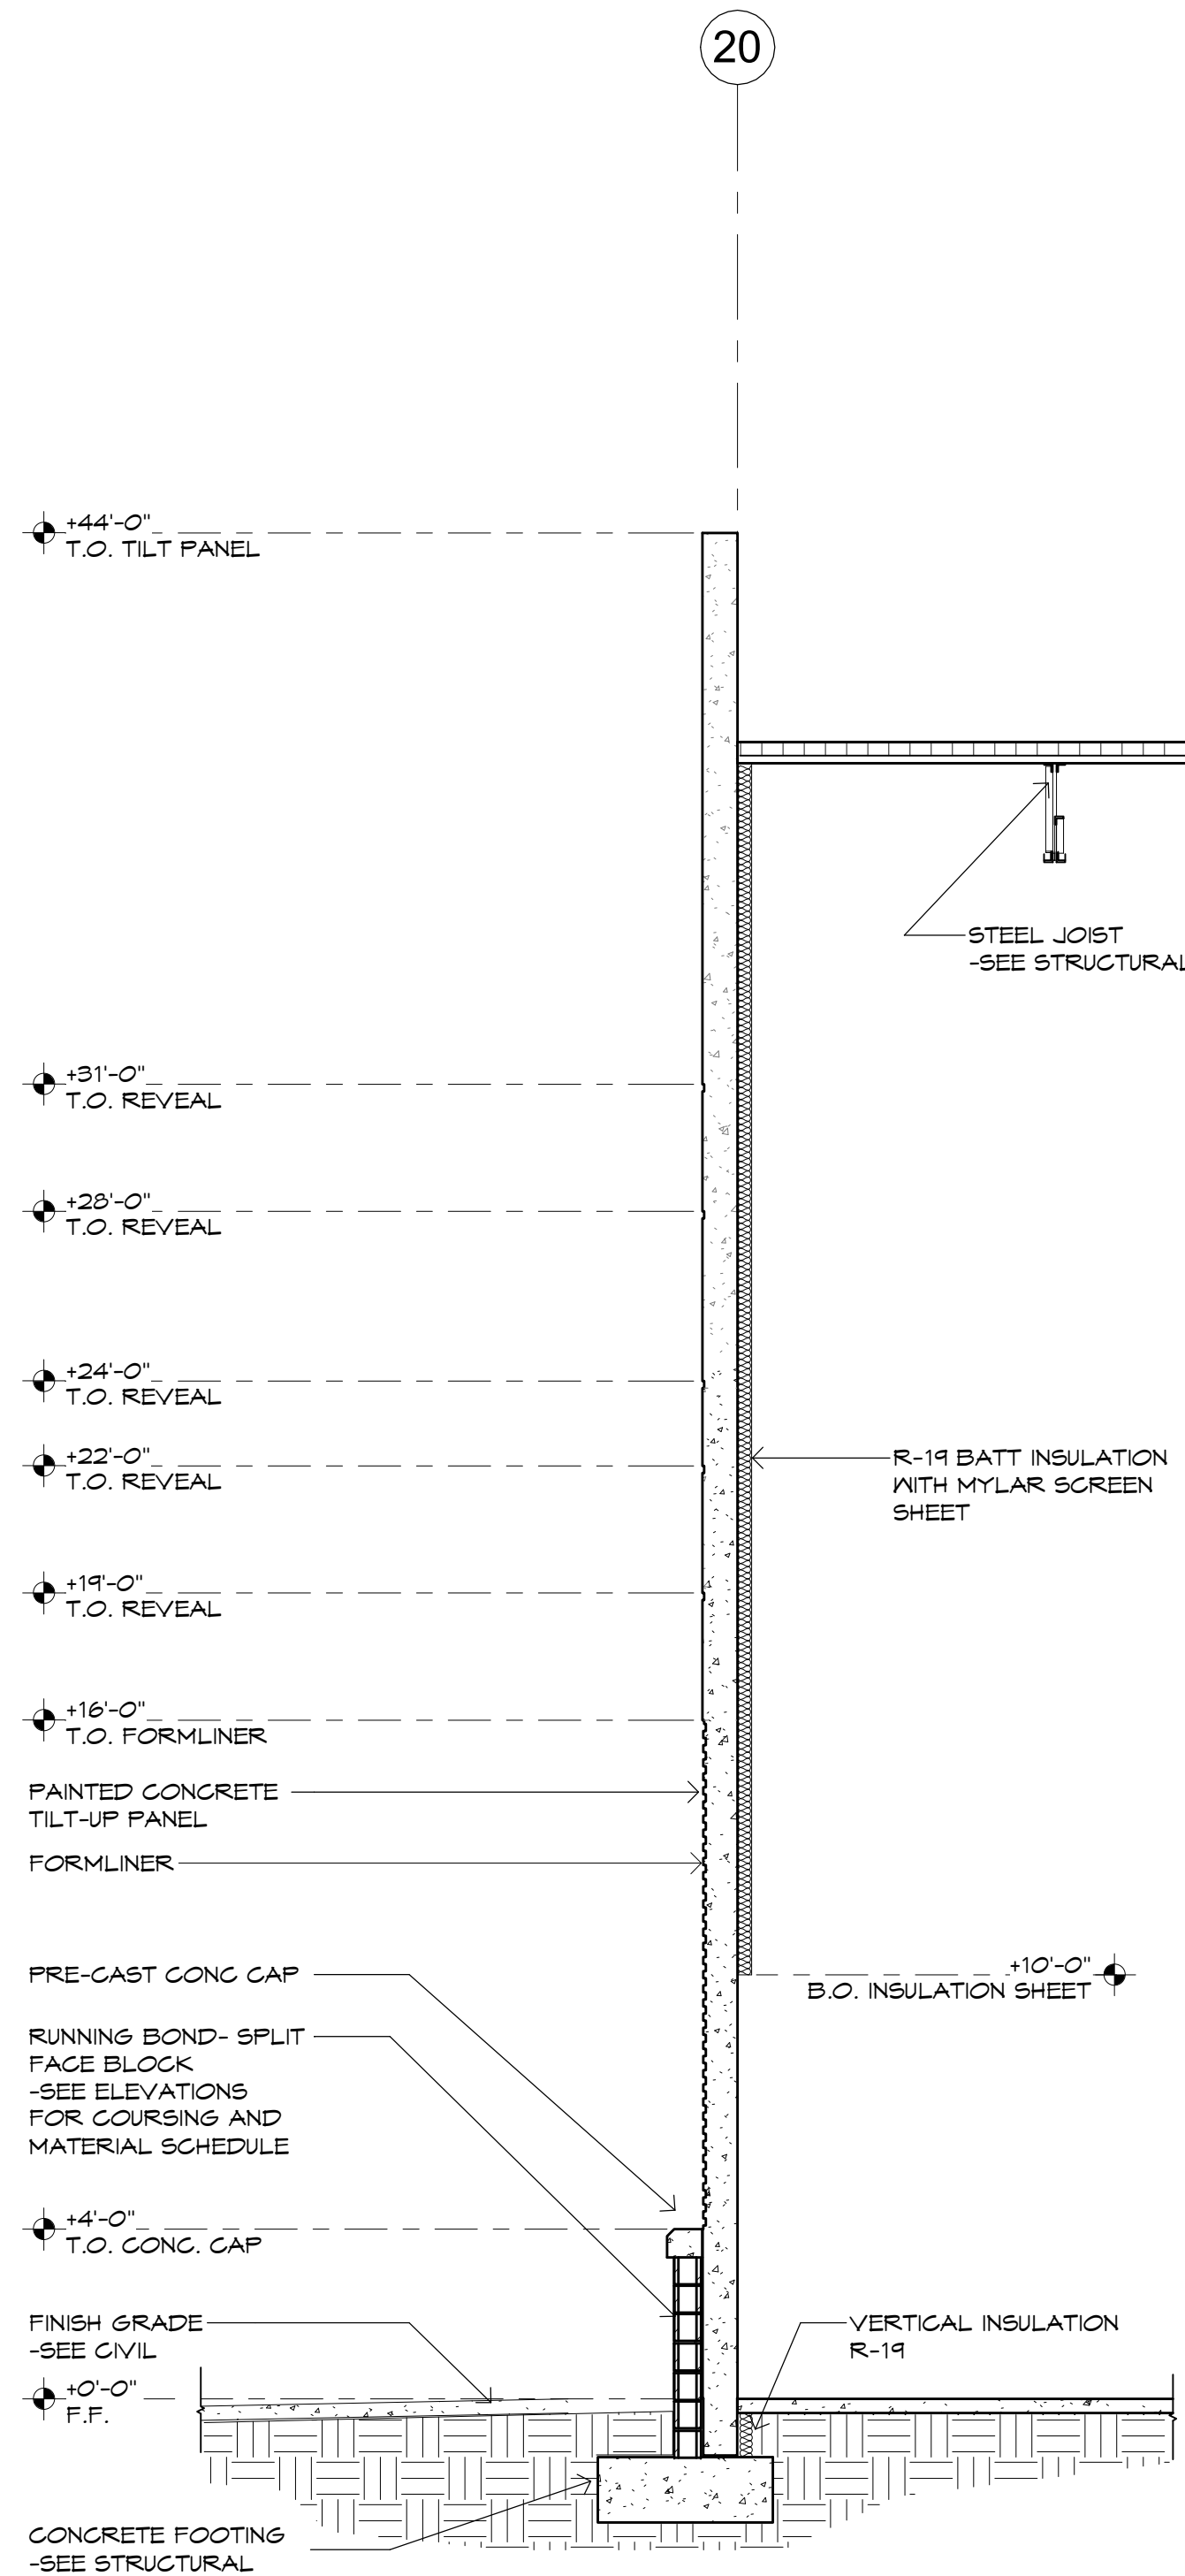 20
+44'-0"
T.O. TILT PANEL
STEEL JOIST
-SEE STRUCTURAL
+31'-0"
T.O. REVEAL
+28'-0"
T.O. REVEAL
+24'-0"
T.O. REVEAL
+22'-0"
T.O. REVEAL
R-19 BATT INSULATION
WITH MYLAR SCREEN
SHEET
+19'-0"
T.O. REVEAL
+16'-0"
T.O. FORMLINER
PAINTED CONCRETE
TILT-UP PANEL
FORMLINER
PRE-CAST CONC CAP
+10'-0"
B.O. INSULATION SHEET
RUNNING BOND- SPLIT
FACE BLOCK
-SEE ELEVATIONS
FOR COURSING AND
MATERIAL SCHEDULE
+4'-0"
T.O. CONC. CAP
FINISH GRADE
-SEE CIVIL
VERTICAL INSULATION
R-19
+0'-0"
F.F.
CONCRETE FOOTING
-SEE STRUCTURAL